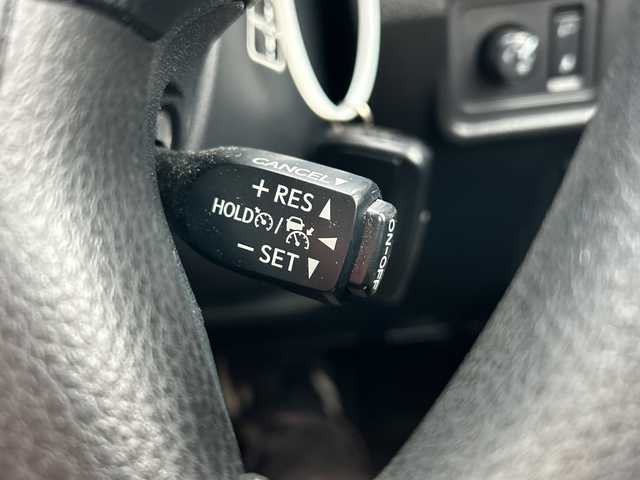 CANCEL
+ RES
HOLD /
- SET
ON-OFF